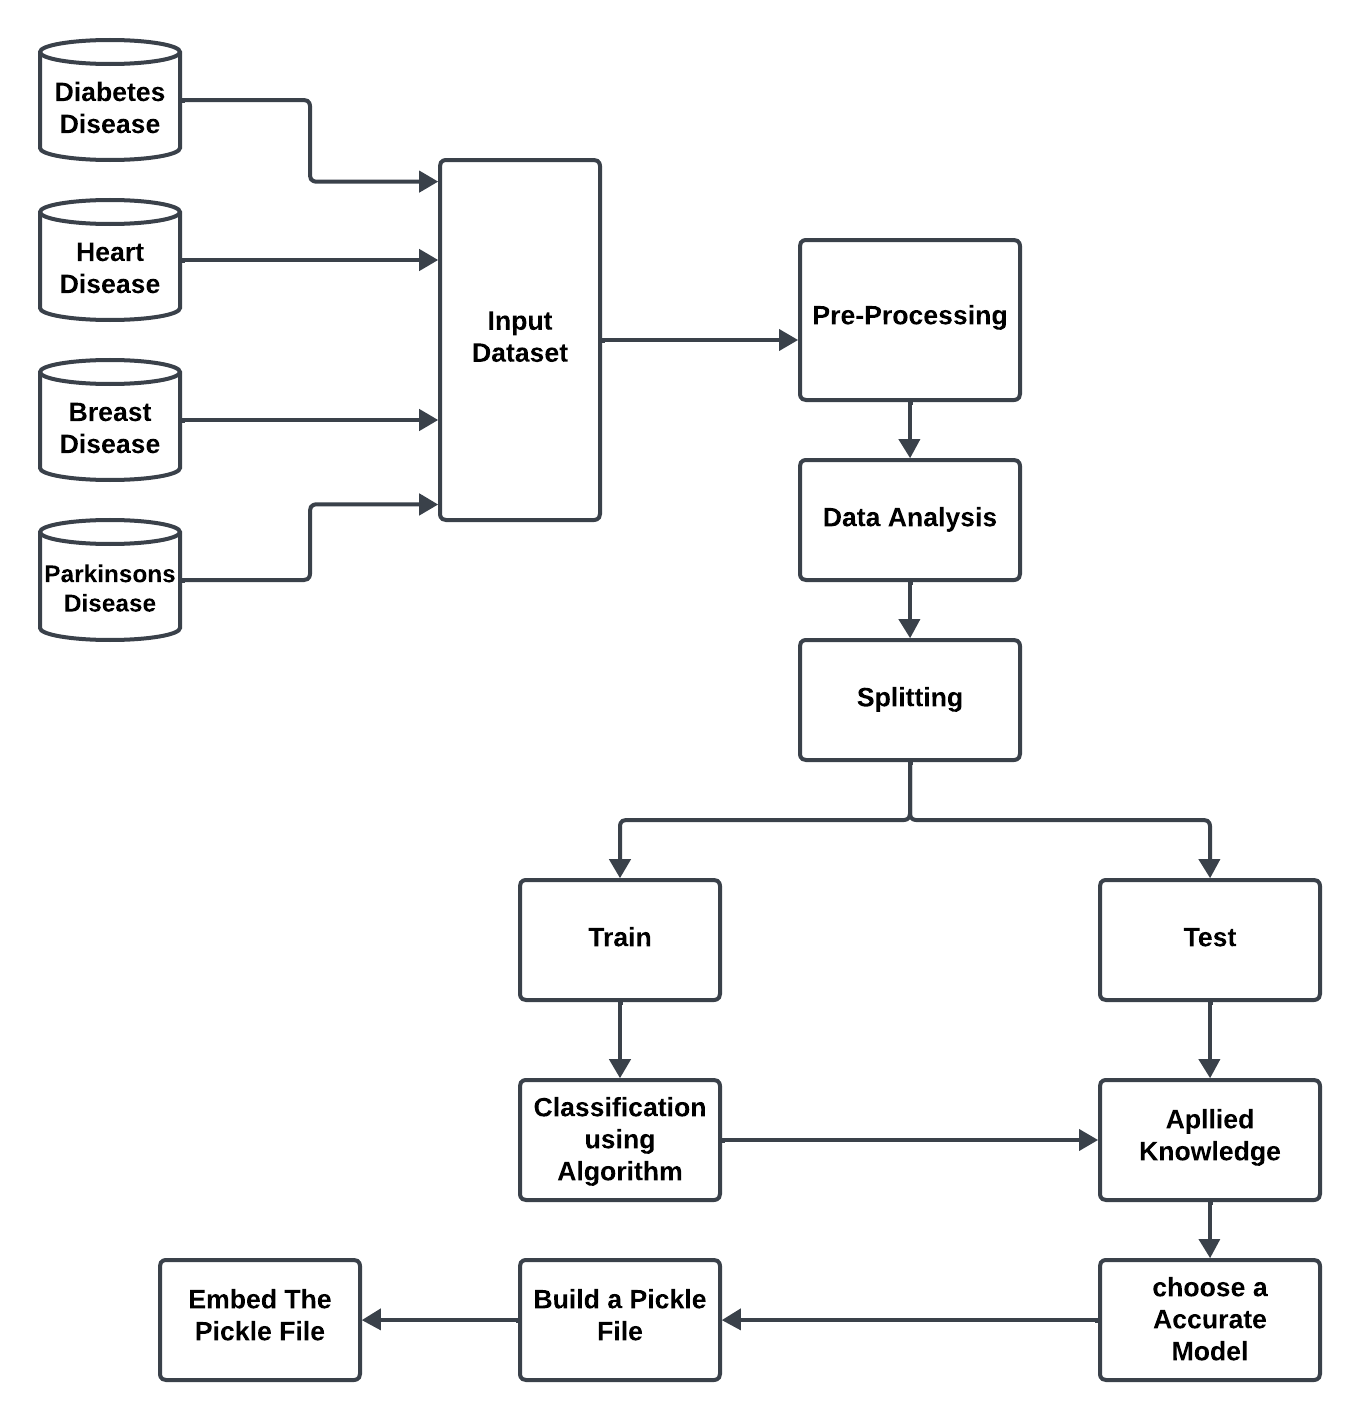 Diabetes
Disease
Heart
Disease
Breast
Disease
Parkinsons
Disease
Input
Dataset
Pre-Processing
Data Analysis
Splitting
Train
Test
Classification
using
Algorithm
Apllied
Knowledge
choose a
Accurate
Model
Build a Pickle
File
Embed The
Pickle File